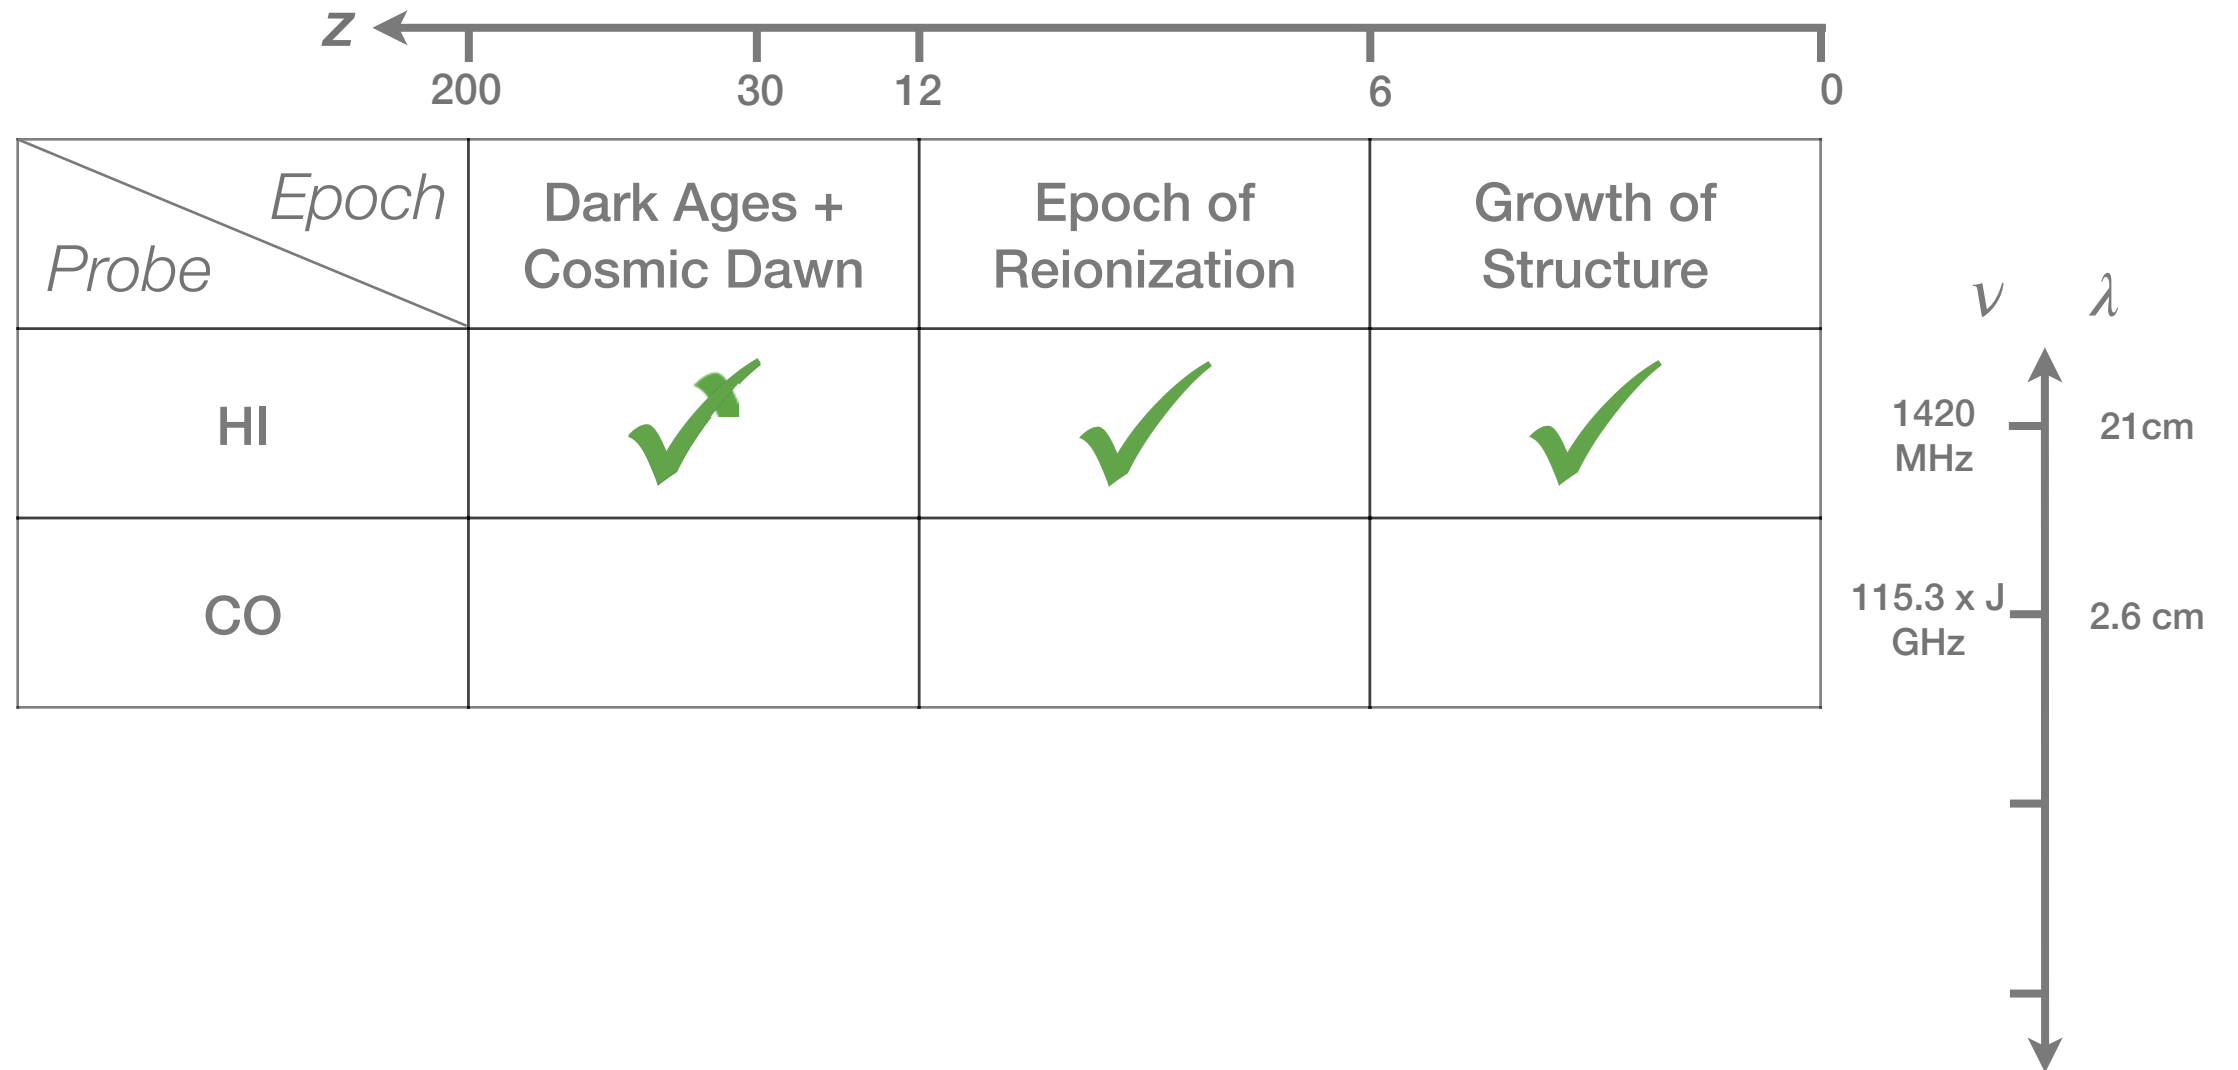 z
200 30 12 6 0
Epoch
Probe
Dark Ages +
Cosmic Dawn
Epoch of
Reionization
Growth of
Structure
ν λ
HI
1420
MHz
21cm
CO
115.3 x J
GHz
2.6 cm